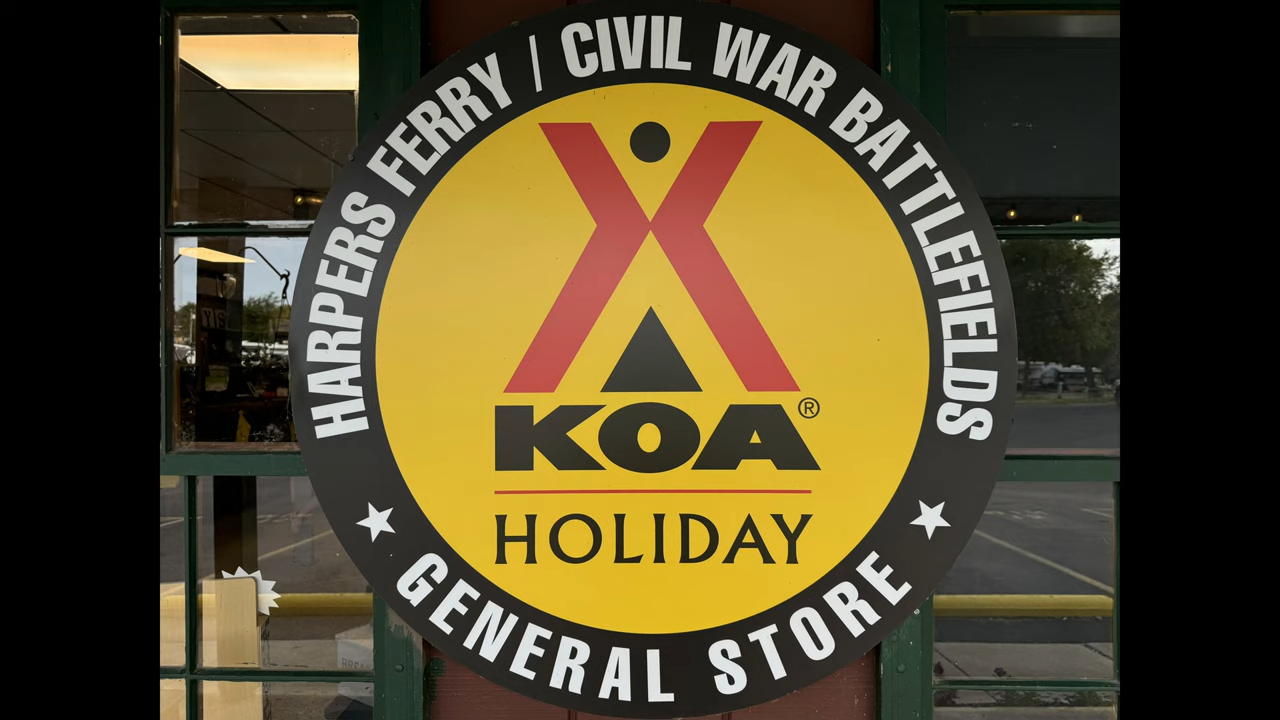 HARPERS FERRY / CIVIL WAR BATTLEFIELDS
KOA®
HOLIDAY
GENERAL STORE